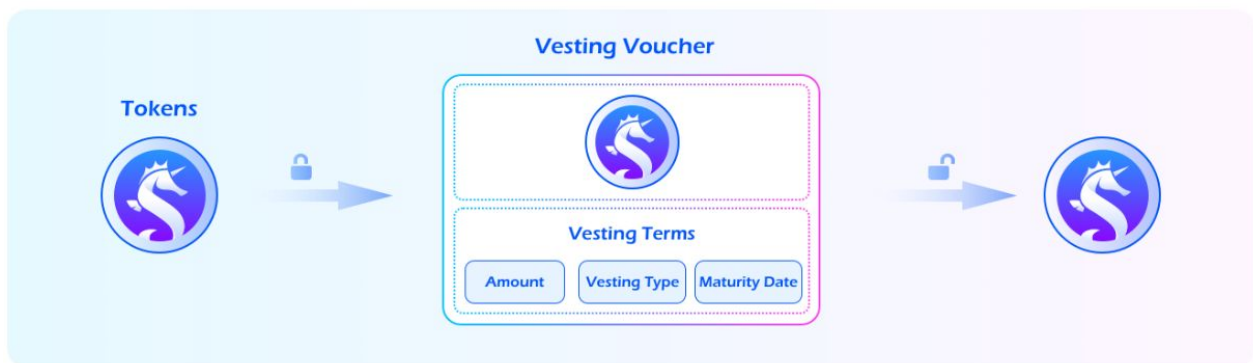 Vesting Voucher
Tokens
Vesting Terms
Amount
Vesting Type
Maturity Date